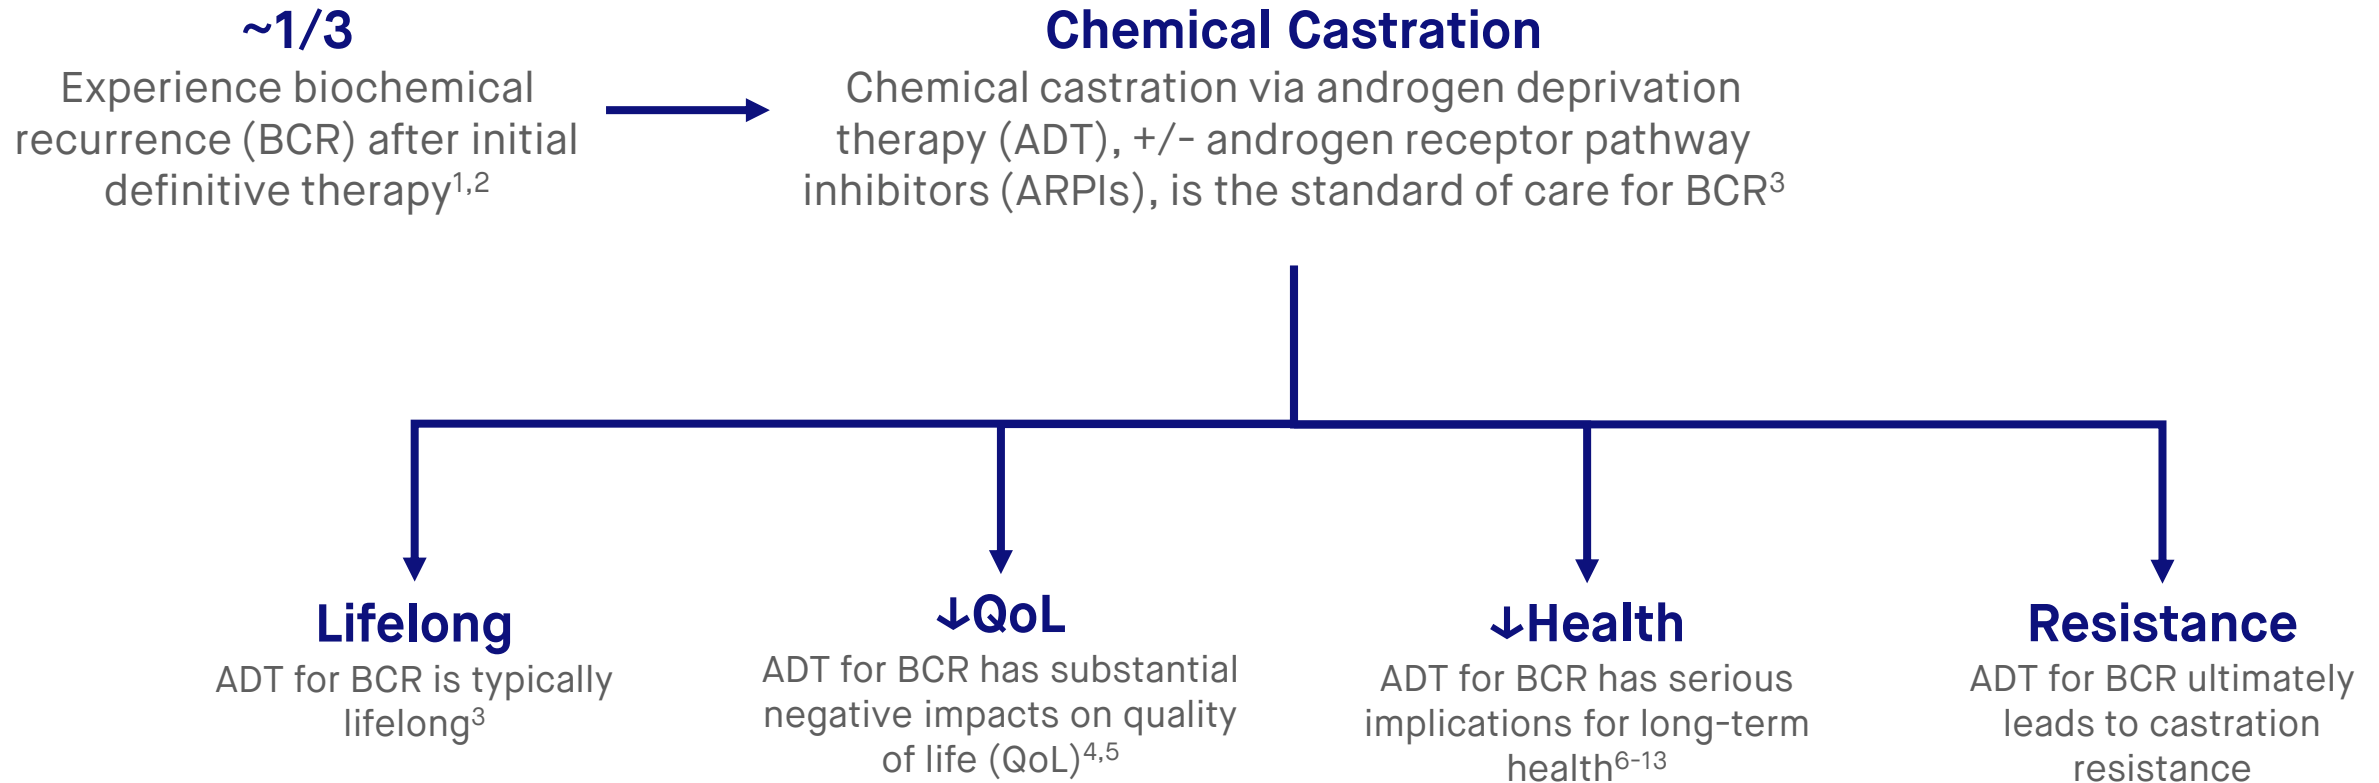 ~1/3
Experience biochemical
recurrence (BCR) after initial
definitive therapy¹,²
Chemical Castration
Chemical castration via androgen deprivation
therapy (ADT), +/- androgen receptor pathway
inhibitors (ARPIs), is the standard of care for BCR³
Lifelong
ADT for BCR is typically
lifelong³
↓QoL
ADT for BCR has substantial
negative impacts on quality
of life (QoL)⁴,⁵
↓Health
ADT for BCR has serious
implications for long-term
health⁶-¹³
Resistance
ADT for BCR ultimately
leads to castration
resistance